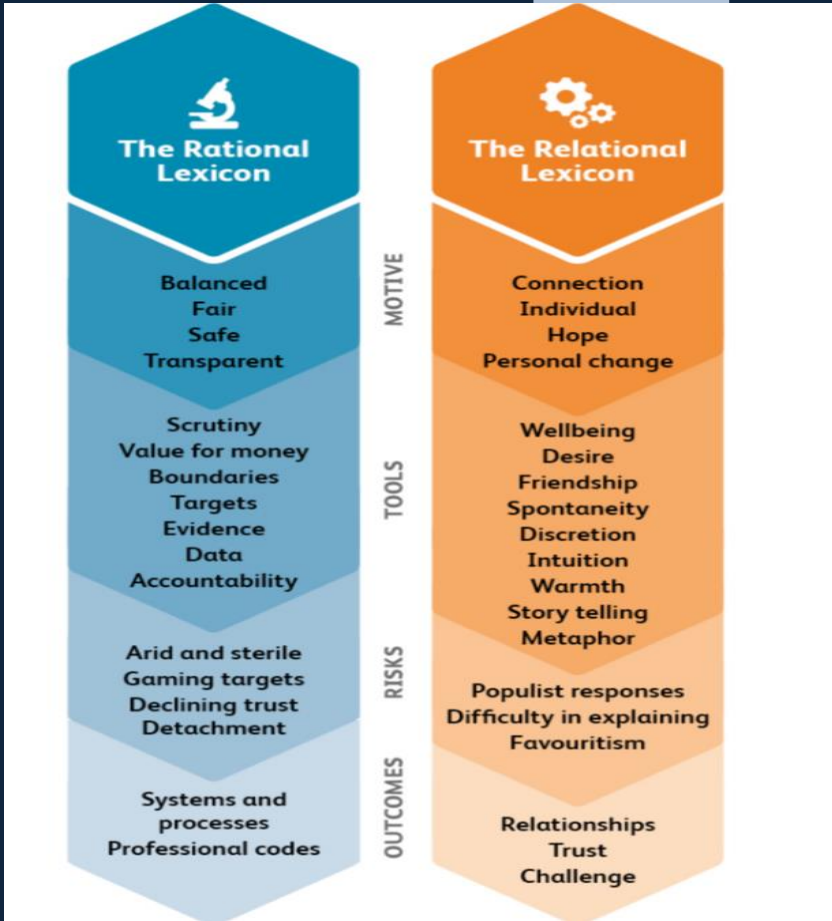 The Rational
Lexicon
Balanced
Fair
Safe
Transparent
Scrutiny
Value for money
Boundaries
Targets
Evidence
Data
Accountability
Arid and sterile
Gaming targets
Declining trust
Detachment
Systems and
processes
Professional codes
MOTIVE
TOOLS
RISKS
OUTCOMES
The Relational
Lexicon
Connection
Individual
Hope
Personal change
Wellbeing
Desire
Friendship
Spontaneity
Discretion
Intuition
Warmth
Story telling
Metaphor
Populist responses
Difficulty in explaining
Favouritism
Relationships
Trust
Challenge